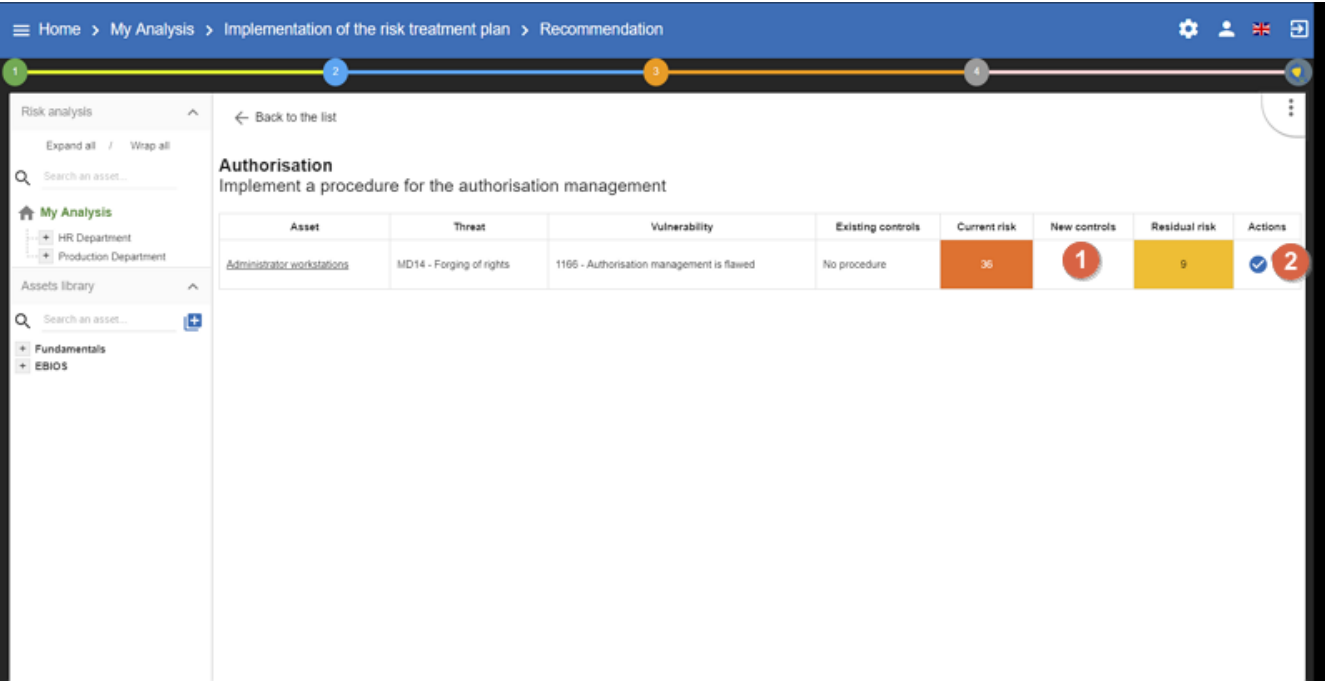 Home > My Analysis > Implementation of the risk treatment plan > Recommendation
1 2 3 4
Risk analysis
Expand all / Wrap all
Search an asset...
My Analysis
+ HR Department
+ Production Department
Assets library
Search an asset...
+ Fundamentals
+ EBIOS
← Back to the list
Authorisation
Implement a procedure for the authorisation management
Asset Threat Vulnerability Existing controls Current risk New controls Residual risk Actions
Administrator workstations MD14 - Forging of rights 1166 - Authorisation management is flawed No procedure 36 1 9 2